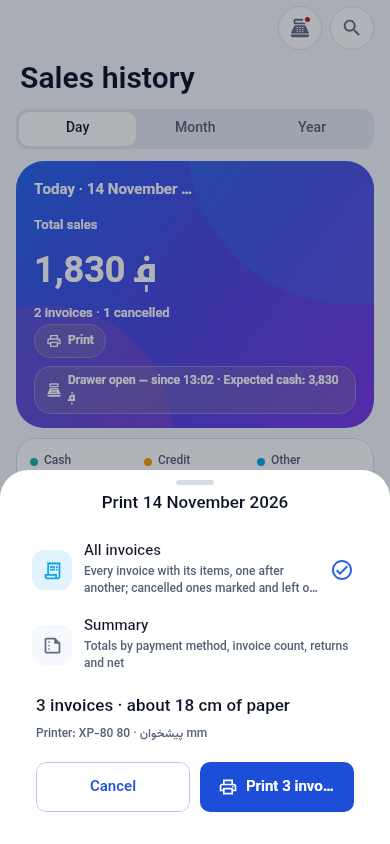 Sales history
Day
Month
Year
Today · 14 November ...
Total sales
1,830 ؋
2 invoices · 1 cancelled
Print
Drawer open — since 13:02 · Expected cash: 3,830
؋
Cash
Credit
Other
Print 14 November 2026
All invoices
Every invoice with its items, one after
another; cancelled ones marked and left o...
Summary
Totals by payment method, invoice count, returns
and net
3 invoices · about 18 cm of paper
Printer: XP-80 80 · پیشخوان mm
Cancel
Print 3 invo...